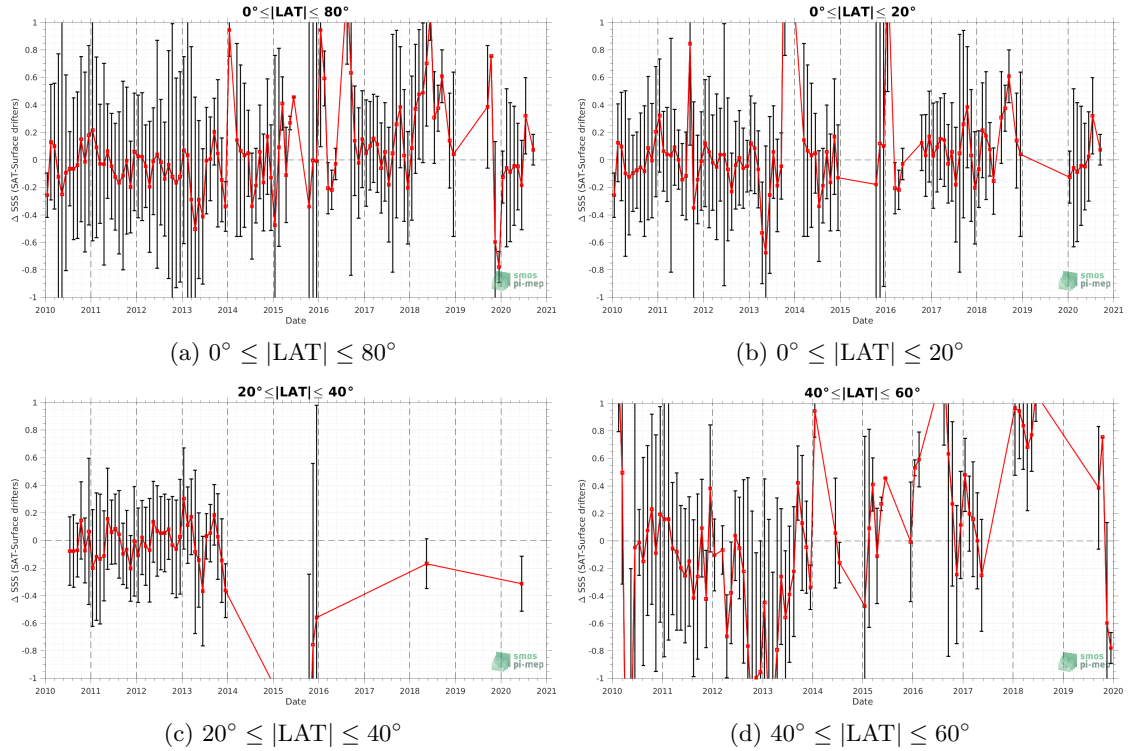 0°≤|LAT|≤ 80°
1
0.8
0.6
0.4
0.2
0
-0.2
-0.4
-0.6
-0.8
-1
Δ SSS (SAT-Surface drifters)
2010 2011 2012 2013 2014 2015 2016 2017 2018 2019 2020 2021
Date
smos
pi-mep
(a) 0° ≤ |LAT| ≤ 80°
0°≤|LAT|≤ 20°
1
0.8
0.6
0.4
0.2
0
-0.2
-0.4
-0.6
-0.8
-1
Δ SSS (SAT-Surface drifters)
2010 2011 2012 2013 2014 2015 2016 2017 2018 2019 2020 2021
Date
smos
pi-mep
(b) 0° ≤ |LAT| ≤ 20°
20°≤|LAT|≤ 40°
1
0.8
0.6
0.4
0.2
0
-0.2
-0.4
-0.6
-0.8
-1
Δ SSS (SAT-Surface drifters)
2010 2011 2012 2013 2014 2015 2016 2017 2018 2019 2020 2021
Date
smos
pi-mep
(c) 20° ≤ |LAT| ≤ 40°
40°≤|LAT|≤ 60°
1
0.8
0.6
0.4
0.2
0
-0.2
-0.4
-0.6
-0.8
-1
Δ SSS (SAT-Surface drifters)
2010 2011 2012 2013 2014 2015 2016 2017 2018 2019 2020
Date
smos
pi-mep
(d) 40° ≤ |LAT| ≤ 60°